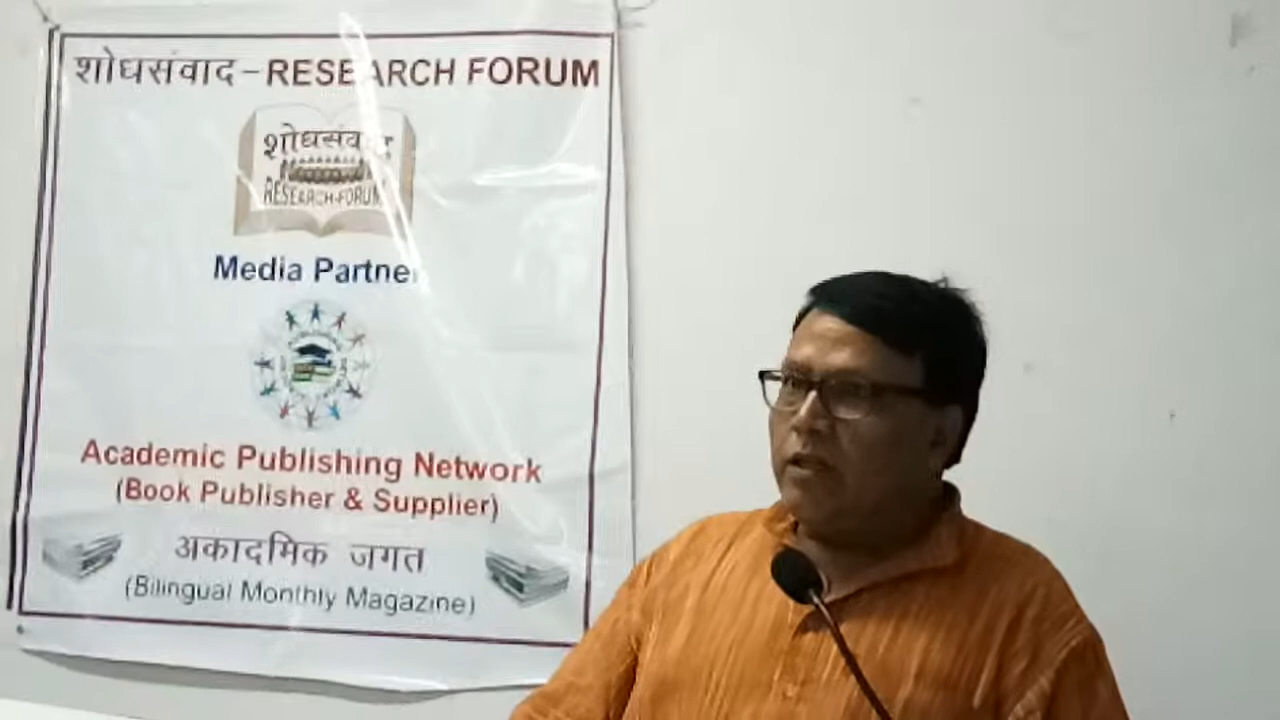 शोधसंवाद – RESEARCH FORUM
शोधसंवाद
RESEARCH-FORUM
Media Partner
Academic Publishing Network
(Book Publisher & Supplier)
अकादमिक जगत
(Bilingual Monthly Magazine)